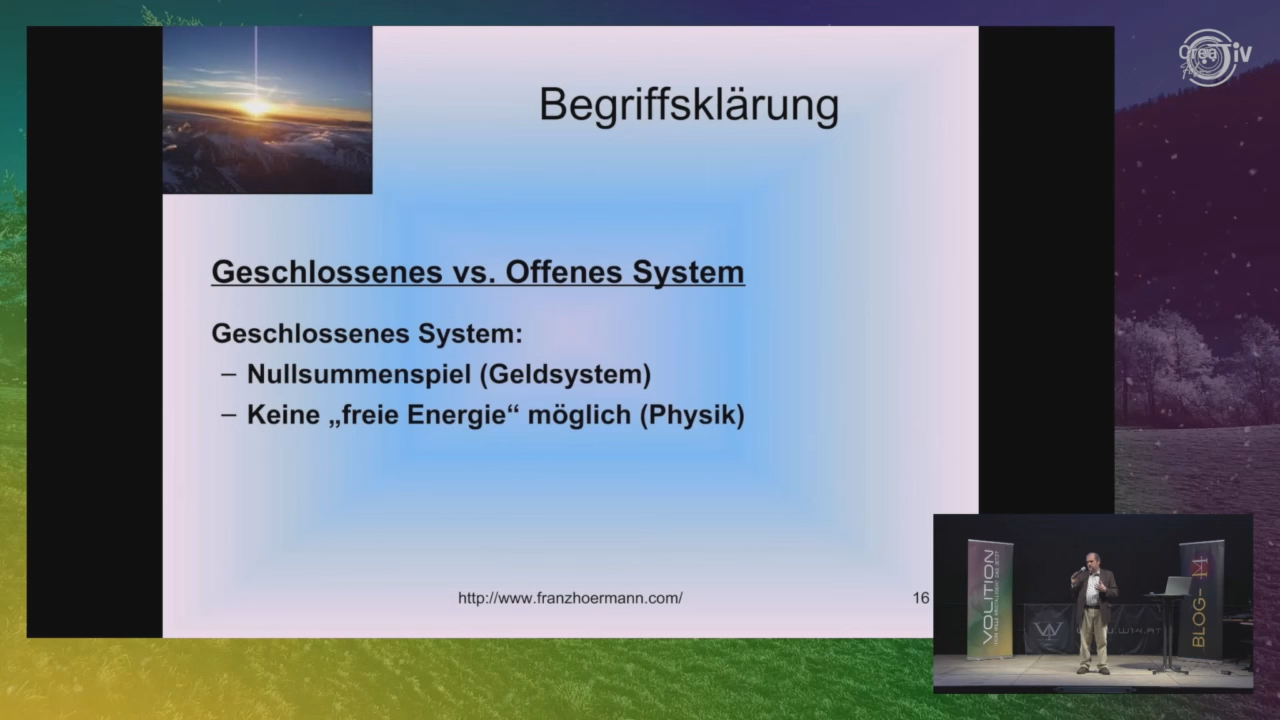 Begriffsklärung
Geschlossenes vs. Offenes System
Geschlossenes System:
– Nullsummenspiel (Geldsystem)
– Keine „freie Energie“ möglich (Physik)
http://www.franzhoermann.com/
16
CreaTiv
VOLITION
BLOG-